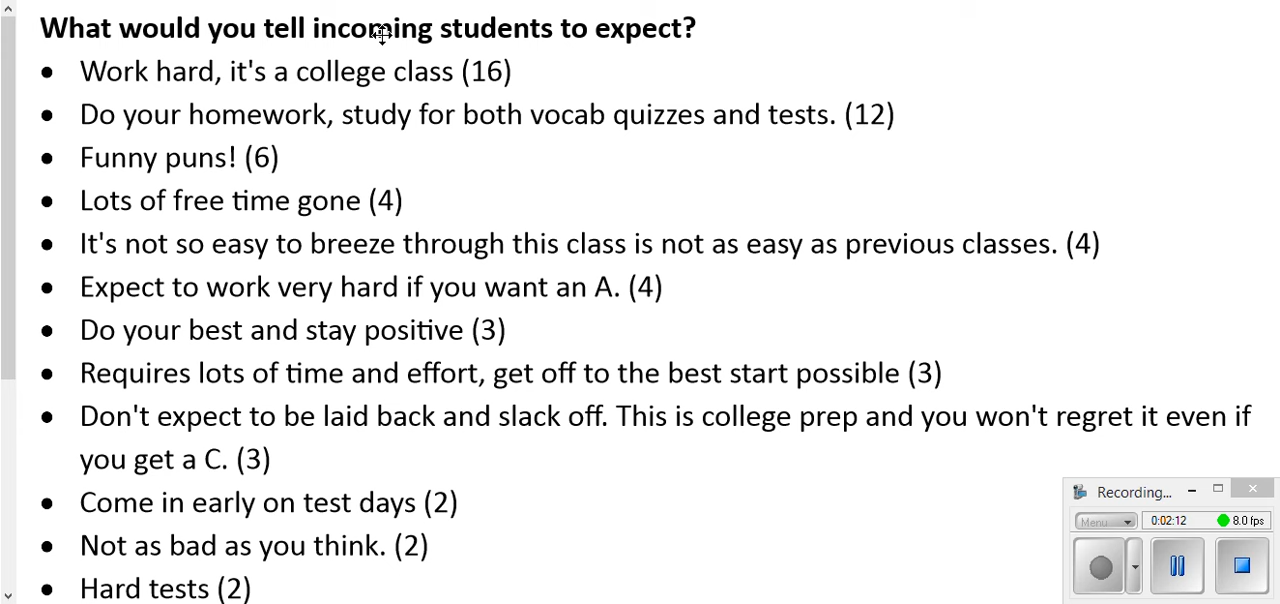 What would you tell incoming students to expect?
• Work hard, it's a college class (16)
• Do your homework, study for both vocab quizzes and tests. (12)
• Funny puns! (6)
• Lots of free time gone (4)
• It's not so easy to breeze through this class is not as easy as previous classes. (4)
• Expect to work very hard if you want an A. (4)
• Do your best and stay positive (3)
• Requires lots of time and effort, get off to the best start possible (3)
• Don't expect to be laid back and slack off. This is college prep and you won't regret it even if
you get a C. (3)
• Come in early on test days (2)
• Not as bad as you think. (2)
• Hard tests (2)
Recording...
Menu 0:02:12 8.0 fps